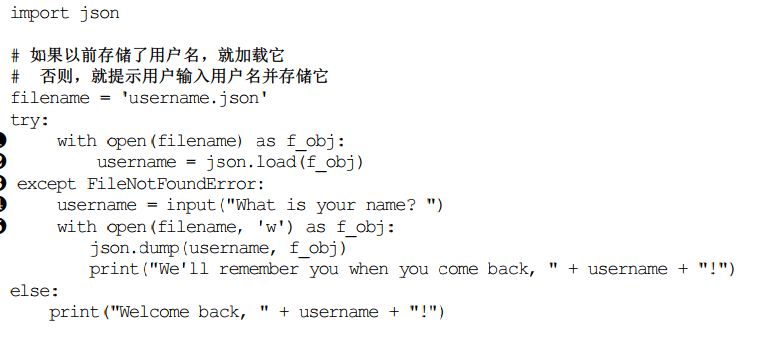 import json

# 如果以前存储了用户名，就加载它
#  否则，就提示用户输入用户名并存储它
filename = 'username.json'
try:
    with open(filename) as f_obj:
        username = json.load(f_obj)
except FileNotFoundError:
    username = input("What is your name? ")
    with open(filename, 'w') as f_obj:
        json.dump(username, f_obj)
        print("We'll remember you when you come back, " + username + "!")
else:
    print("Welcome back, " + username + "!")